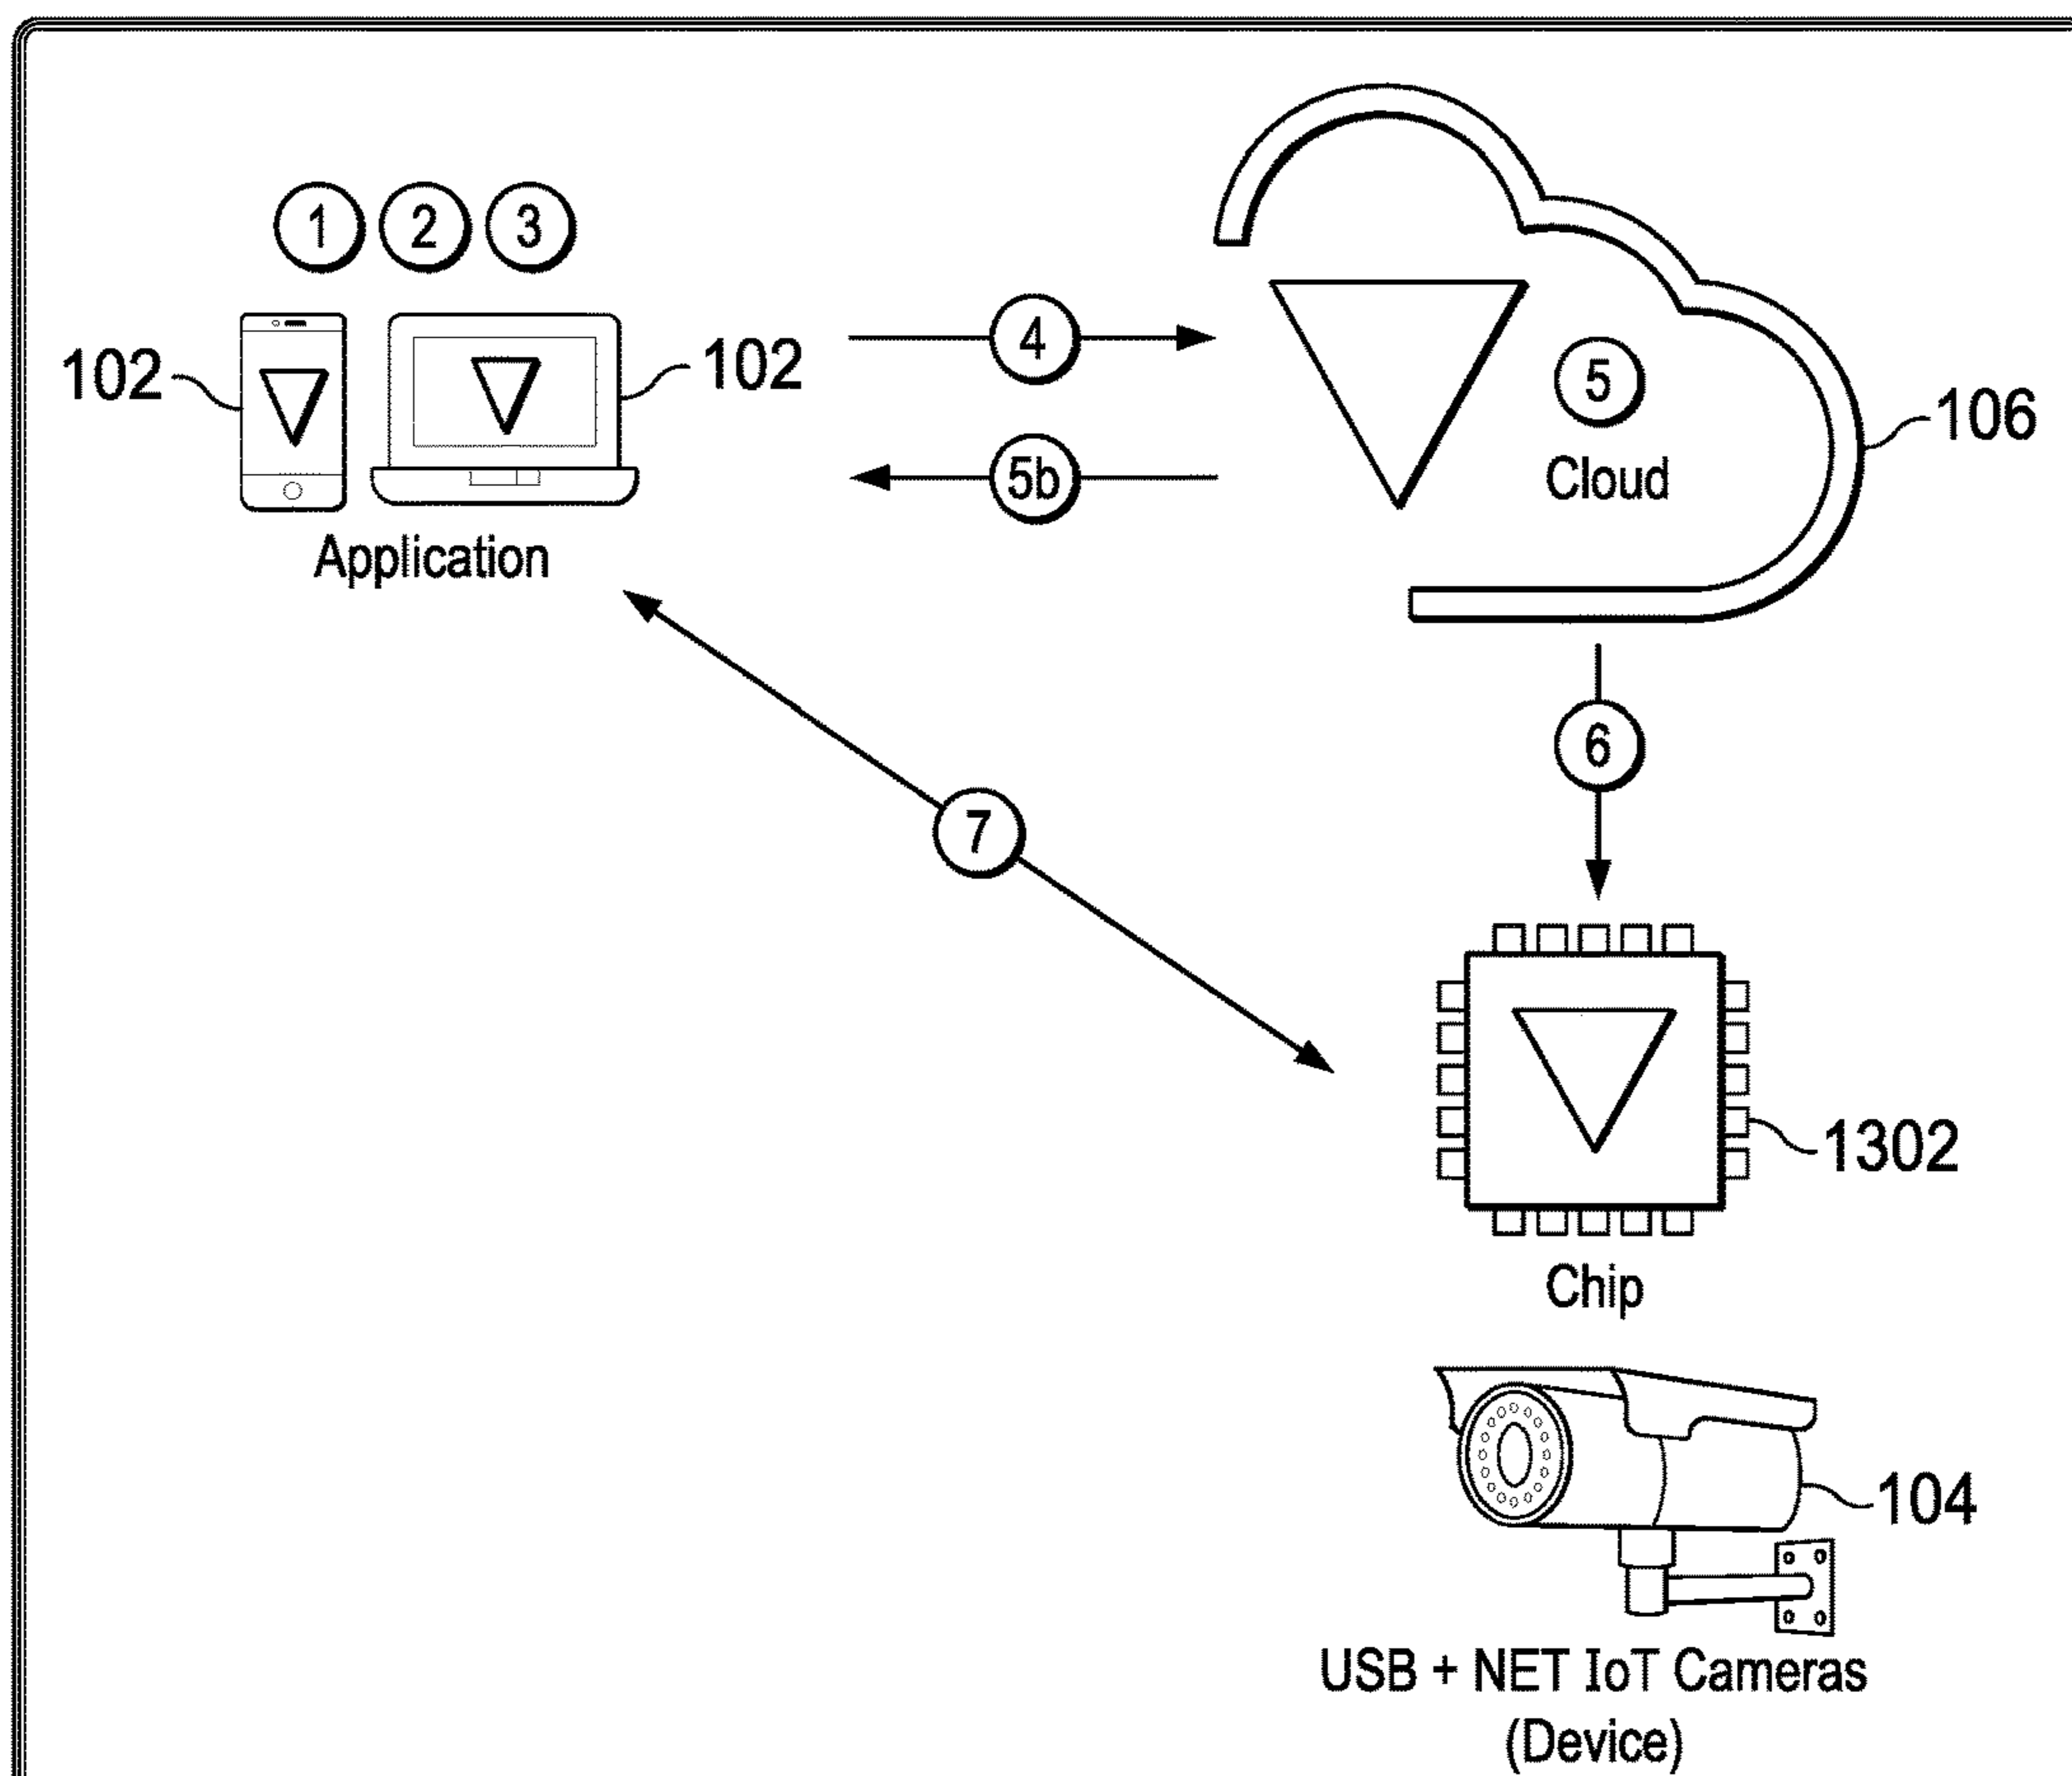 1 2 3
102
102
4
5
5b
Cloud
106
Application
6
7
1302
Chip
104
USB + NET IoT Cameras
(Device)